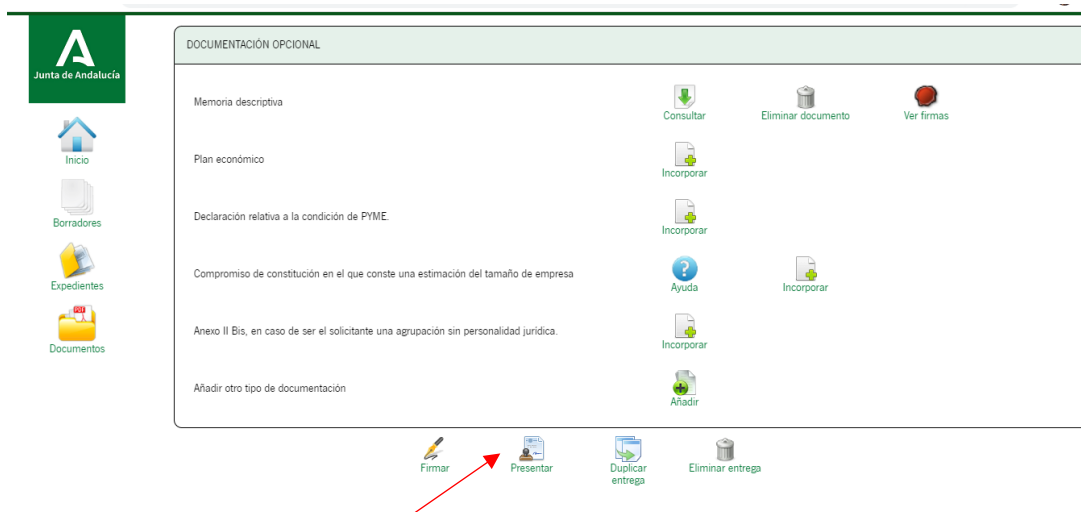 Junta de Andalucía
Inicio
Borradores
Expedientes
PDF
Documentos
DOCUMENTACIÓN OPCIONAL
Memoria descriptiva
Consultar
Eliminar documento
Ver firmas
Plan económico
Incorporar
Declaración relativa a la condición de PYME.
Incorporar
Compromiso de constitución en el que conste una estimación del tamaño de empresa
Ayuda
Incorporar
Anexo II Bis, en caso de ser el solicitante una agrupación sin personalidad jurídica.
Incorporar
Añadir otro tipo de documentación
Añadir
Firmar
Presentar
Duplicar
entrega
Eliminar entrega